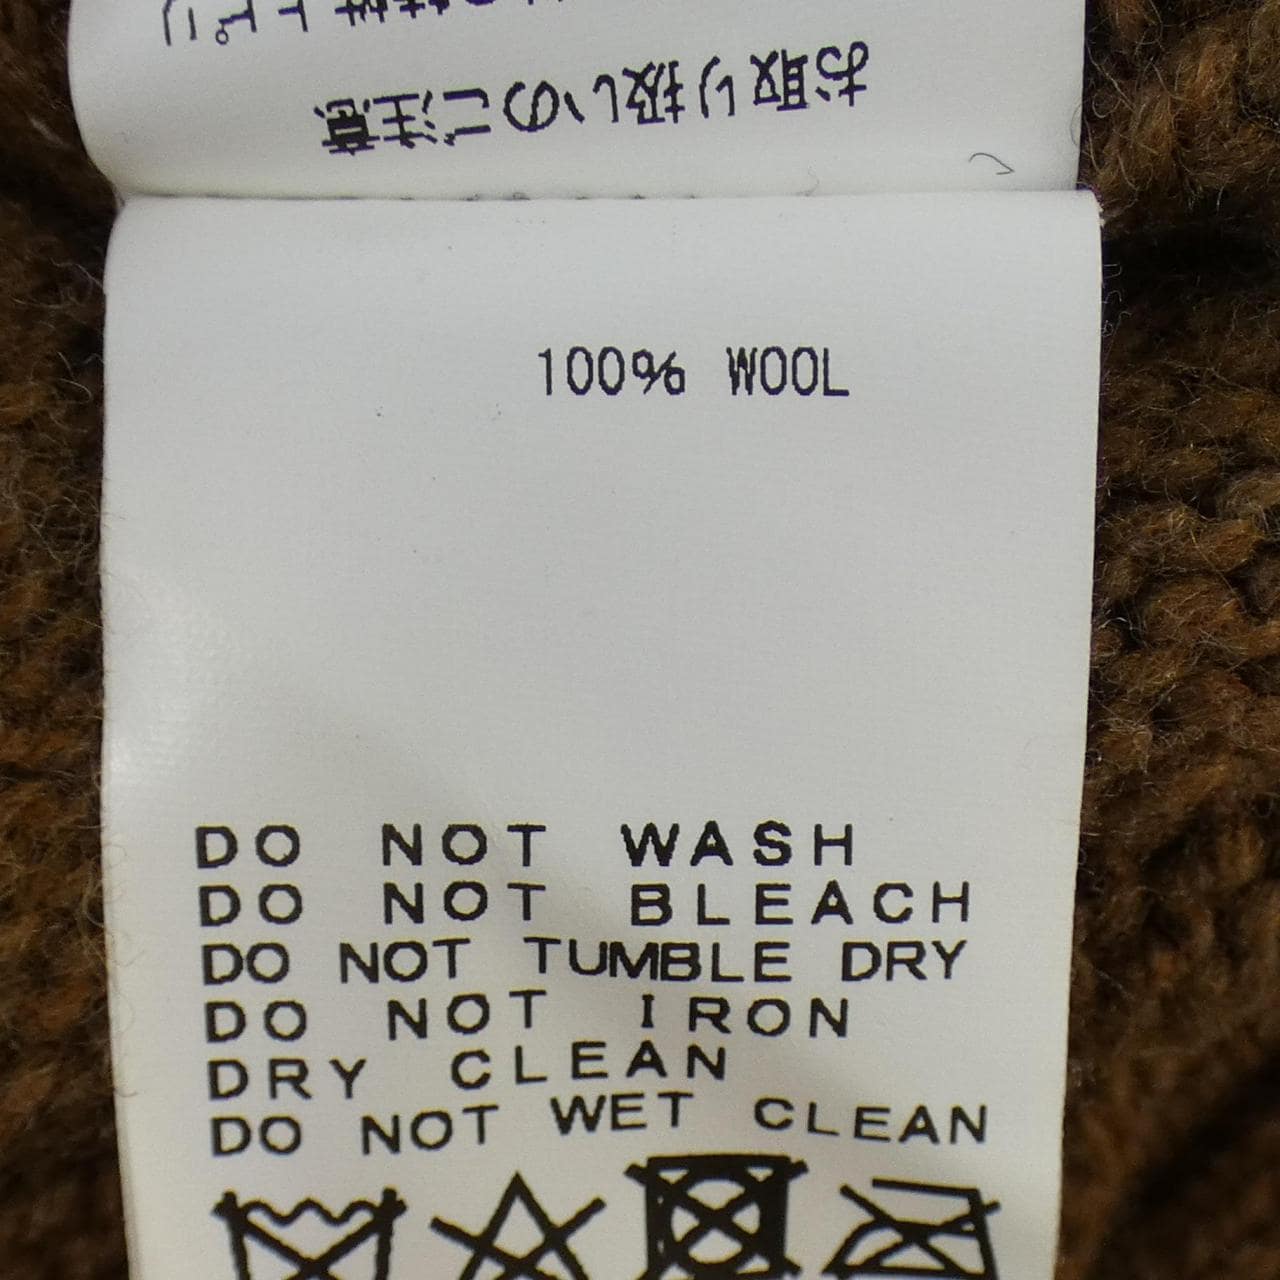 お取り扱いのご注意
100% WOOL
DO NOT WASH
DO NOT BLEACH
DO NOT TUMBLE DRY
DO NOT IRON
DRY CLEAN
DO NOT WET CLEAN